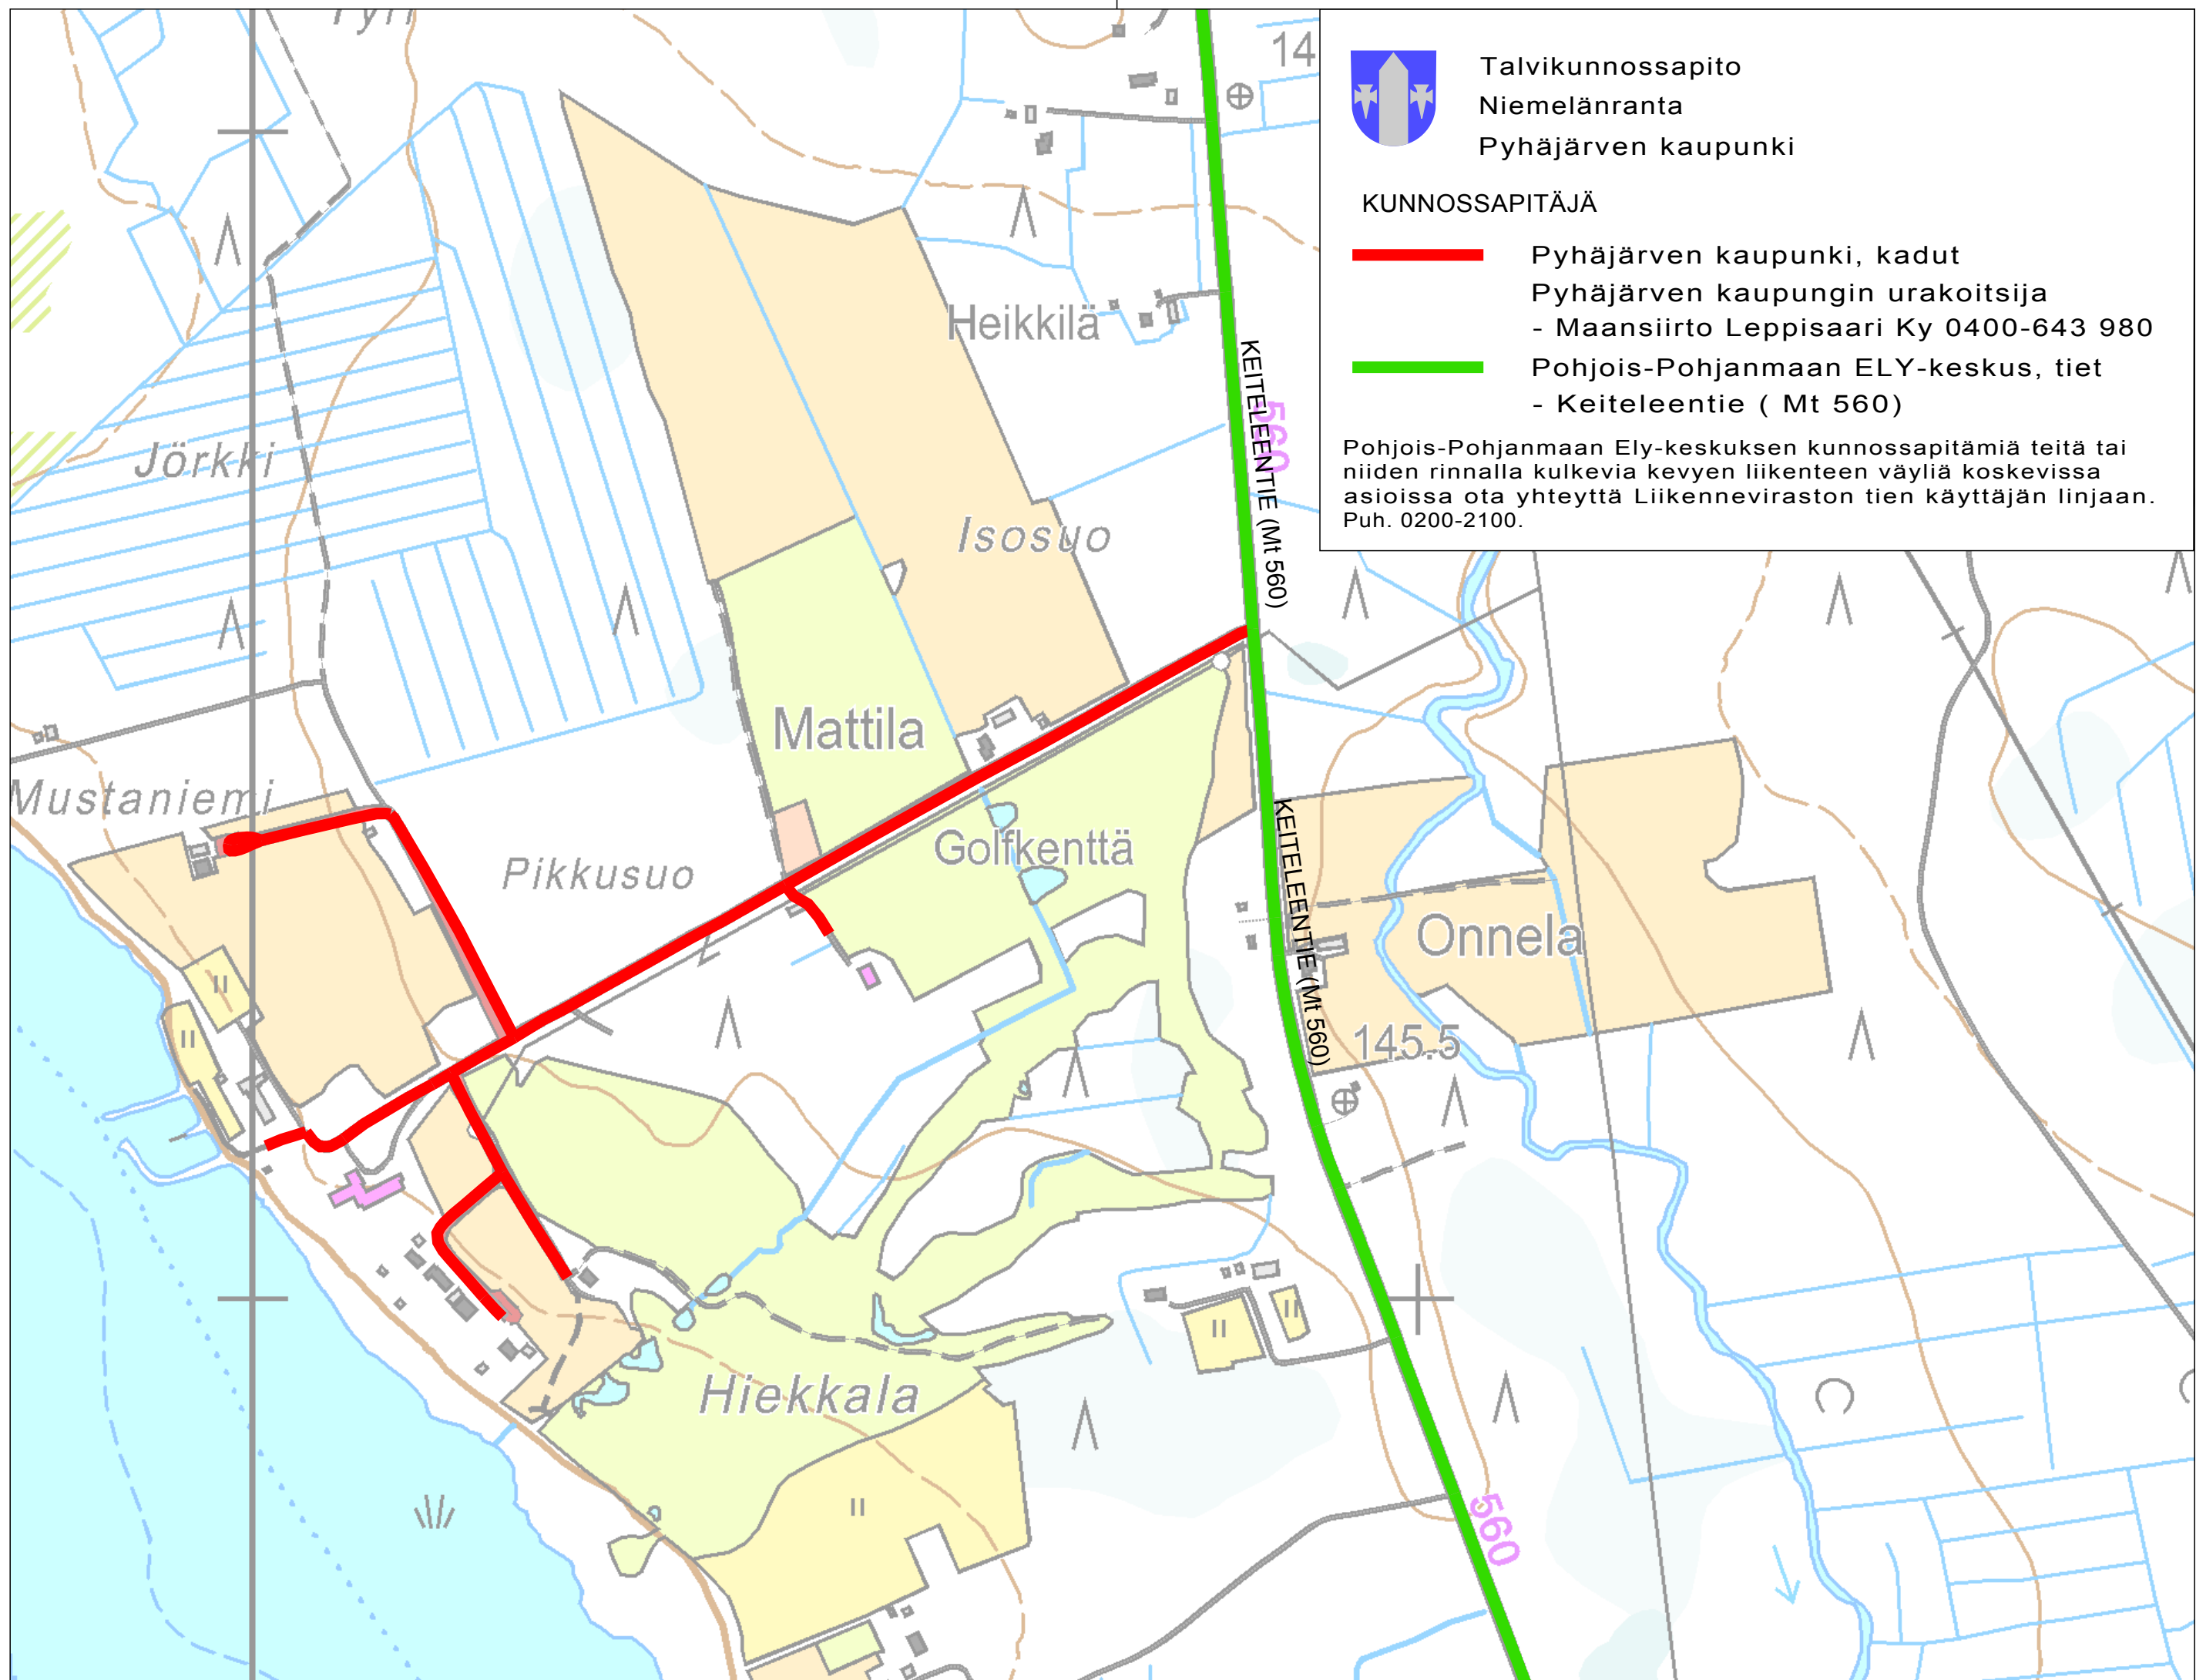 Talvikunnossapito
Niemelänranta
Pyhäjärven kaupunki
KUNNOSSAPITÄJÄ
Pyhäjärven kaupunki, kadut
Pyhäjärven kaupungin urakoitsija
- Maansiirto Leppisaari Ky 0400-643 980
Pohjois-Pohjanmaan ELY-keskus, tiet
- Keiteleentie ( Mt 560)
Pohjois-Pohjanmaan Ely-keskuksen kunnossapitämiä teitä tai
niiden rinnalla kulkevia kevyen liikenteen väyliä koskevissa
asioissa ota yhteyttä Liikenneviraston tien käyttäjän linjaan.
Puh. 0200-2100.
14
Heikkilä
KEITELEENTIE (Mt 560)
560
Jörkki
Isosuo
Mattila
Mustaniemi
Pikkusuo
Golfkenttä
KEITELEENTIE (Mt 560)
Onnela
145.5
Hiekkala
560